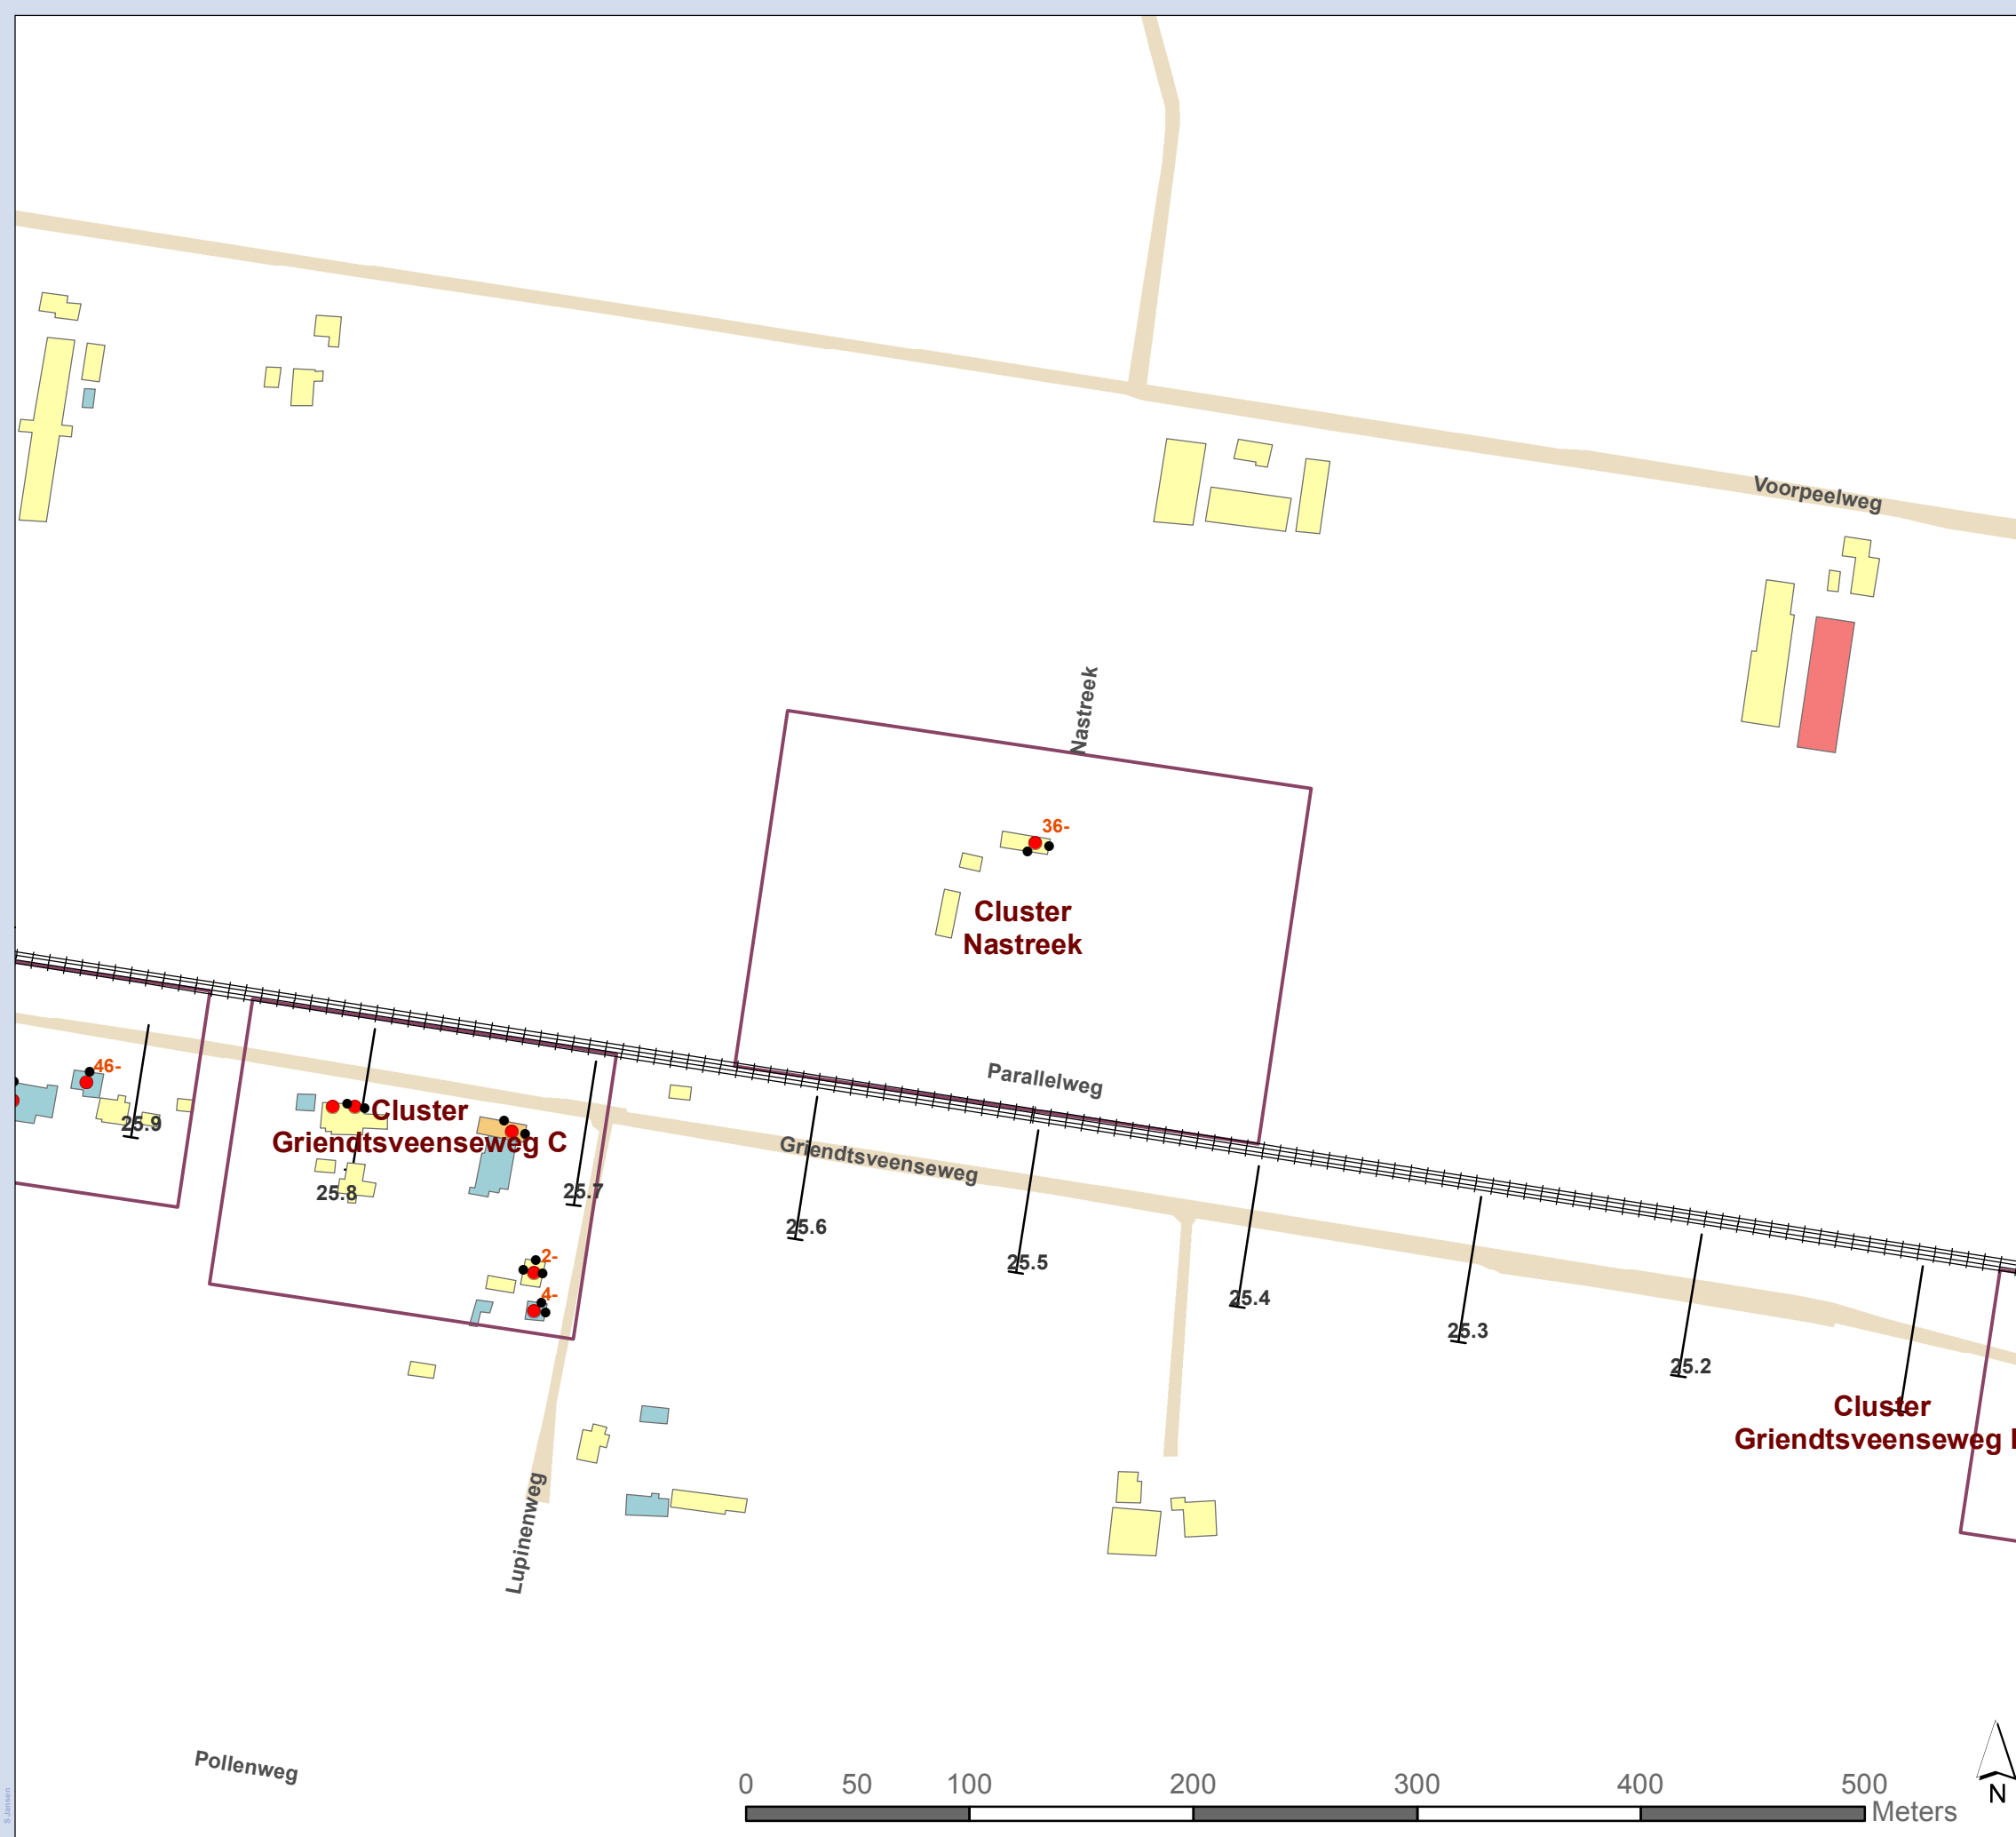 Voorpeelweg
Nastreek
36-
Cluster
Nastreek
Parallelweg
46-
25.9
Cluster
Griendtsveenseweg C
25.8
25.7
Griendtsveenseweg
25.6
25.5
25.4
25.3
25.2
2-
4-
Cluster
Griendtsveenseweg
Lupinenweg
Pollenweg
0 50 100 200 300 400 500
Meters
N
S Jansen